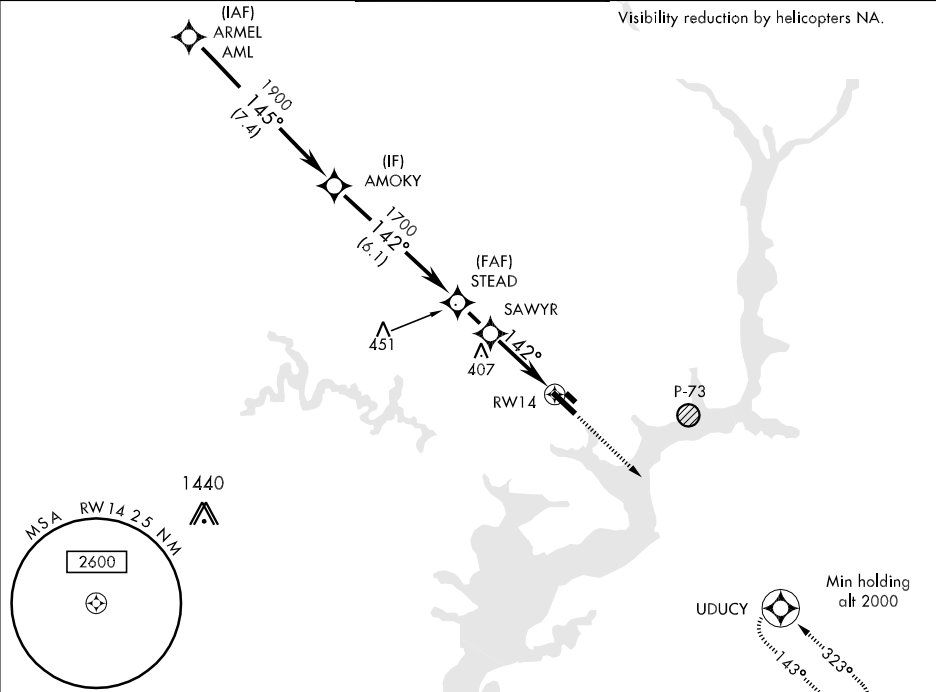 Visibility reduction by helicopters NA.
(IAF)
ARMEL
AML
1900
145°
(7.4)
(IF)
AMOKY
1700
142°
(6.1)
(FAF)
STEAD
SAWYR
451
407
142°
RW14
P-73
1440
MSA RW14 25 NM
2600
UDUCY
Min holding
alt 2000
143°
323°